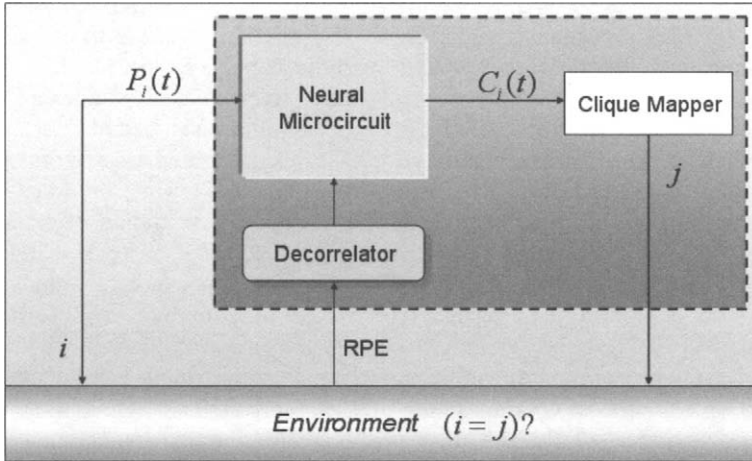 P_i(t)
Neural
Microcircuit
C_i(t)
Clique Mapper
j
Decorrelator
i
RPE
Environment (i = j)?